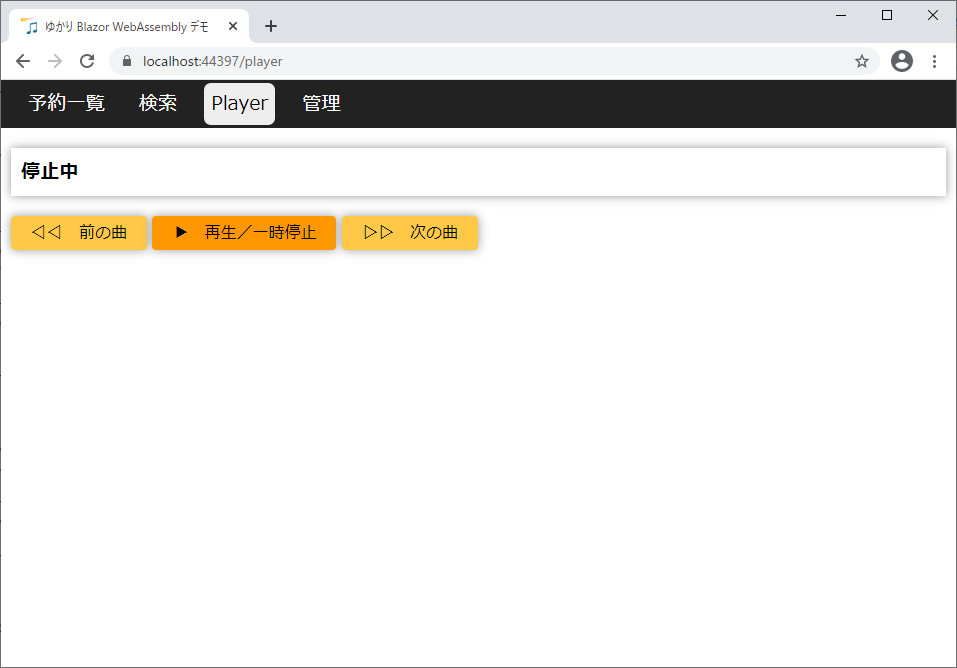 ゆかり Blazor WebAssembly デモ
localhost:44397/player
予約一覧 検索 Player 管理
停止中
◁◁ 前の曲 ▶ 再生／一時停止 ▷▷ 次の曲